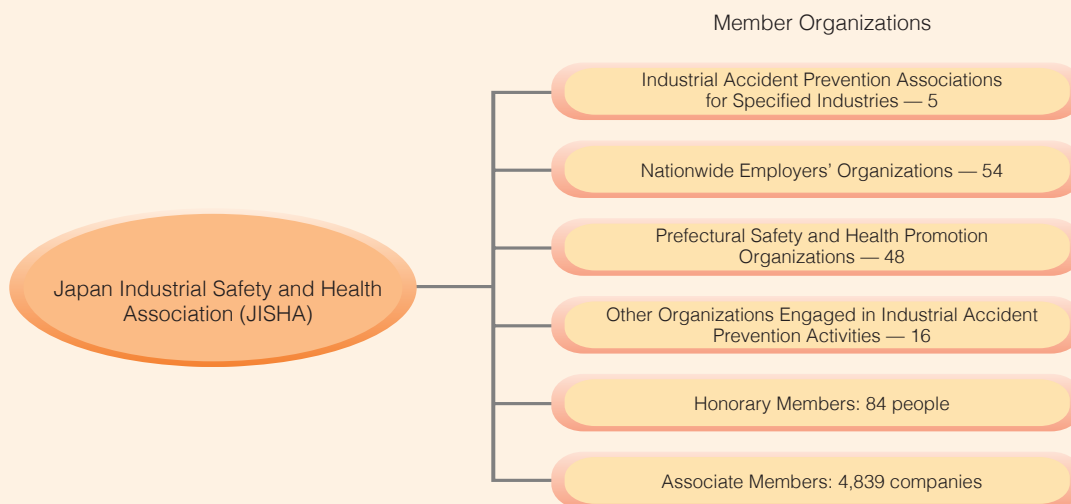 Member Organizations
Industrial Accident Prevention Associations
for Specified Industries — 5
Nationwide Employers’ Organizations — 54
Prefectural Safety and Health Promotion
Organizations — 48
Japan Industrial Safety and Health
Association (JISHA)
Other Organizations Engaged in Industrial Accident
Prevention Activities — 16
Honorary Members: 84 people
Associate Members: 4,839 companies